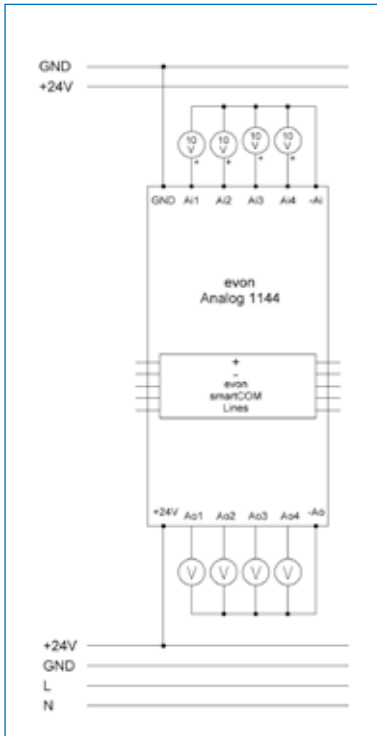 GND
+24V
10 V + 10 V + 10 V + 10 V +
GND Ai1 Ai2 Ai3 Ai4 -Ai
evon
Analog 1144
+
-
evon
smartCOM
Lines
+24V Ao1 Ao2 Ao3 Ao4 -Ao
V V V V
+24V
GND
L
N